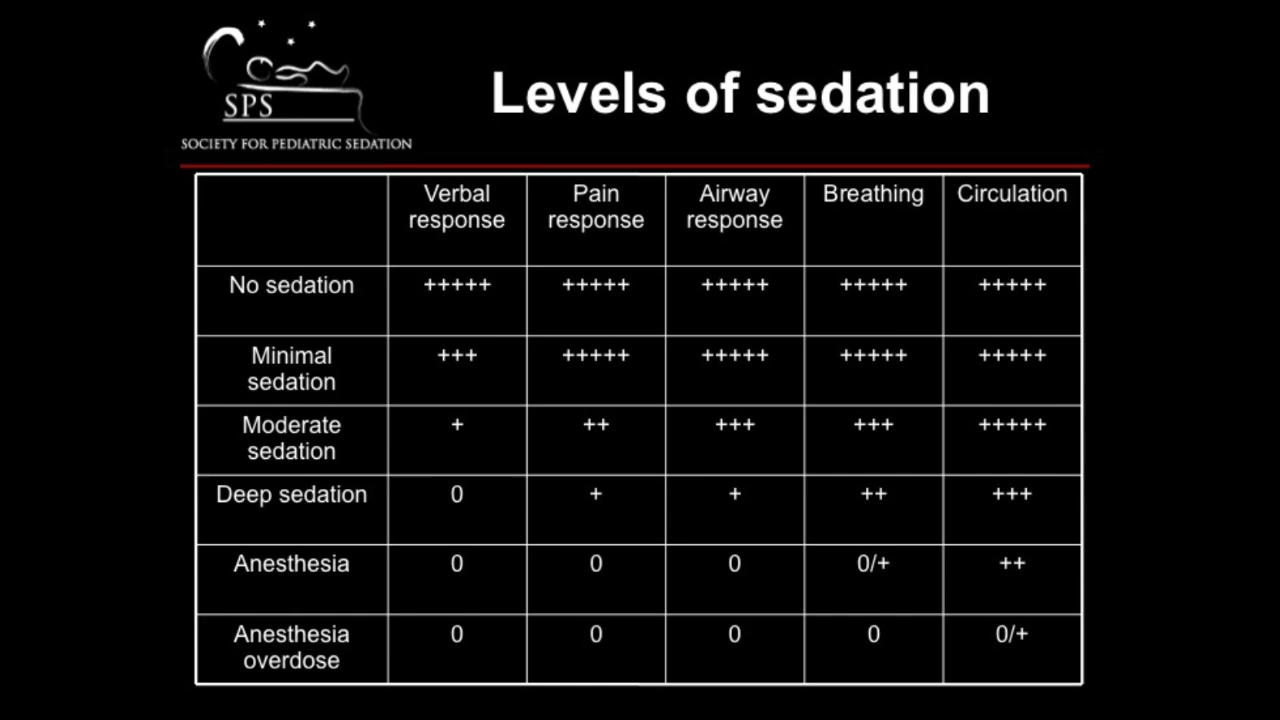 SPS
SOCIETY FOR PEDIATRIC SEDATION
Levels of sedation
Verbal response Pain response Airway response Breathing Circulation
No sedation +++++ +++++ +++++ +++++ +++++
Minimal sedation +++ +++++ +++++ +++++ +++++
Moderate sedation + ++ +++ +++ +++++
Deep sedation 0 + + ++ +++
Anesthesia 0 0 0 0/+ ++
Anesthesia overdose 0 0 0 0 0/+